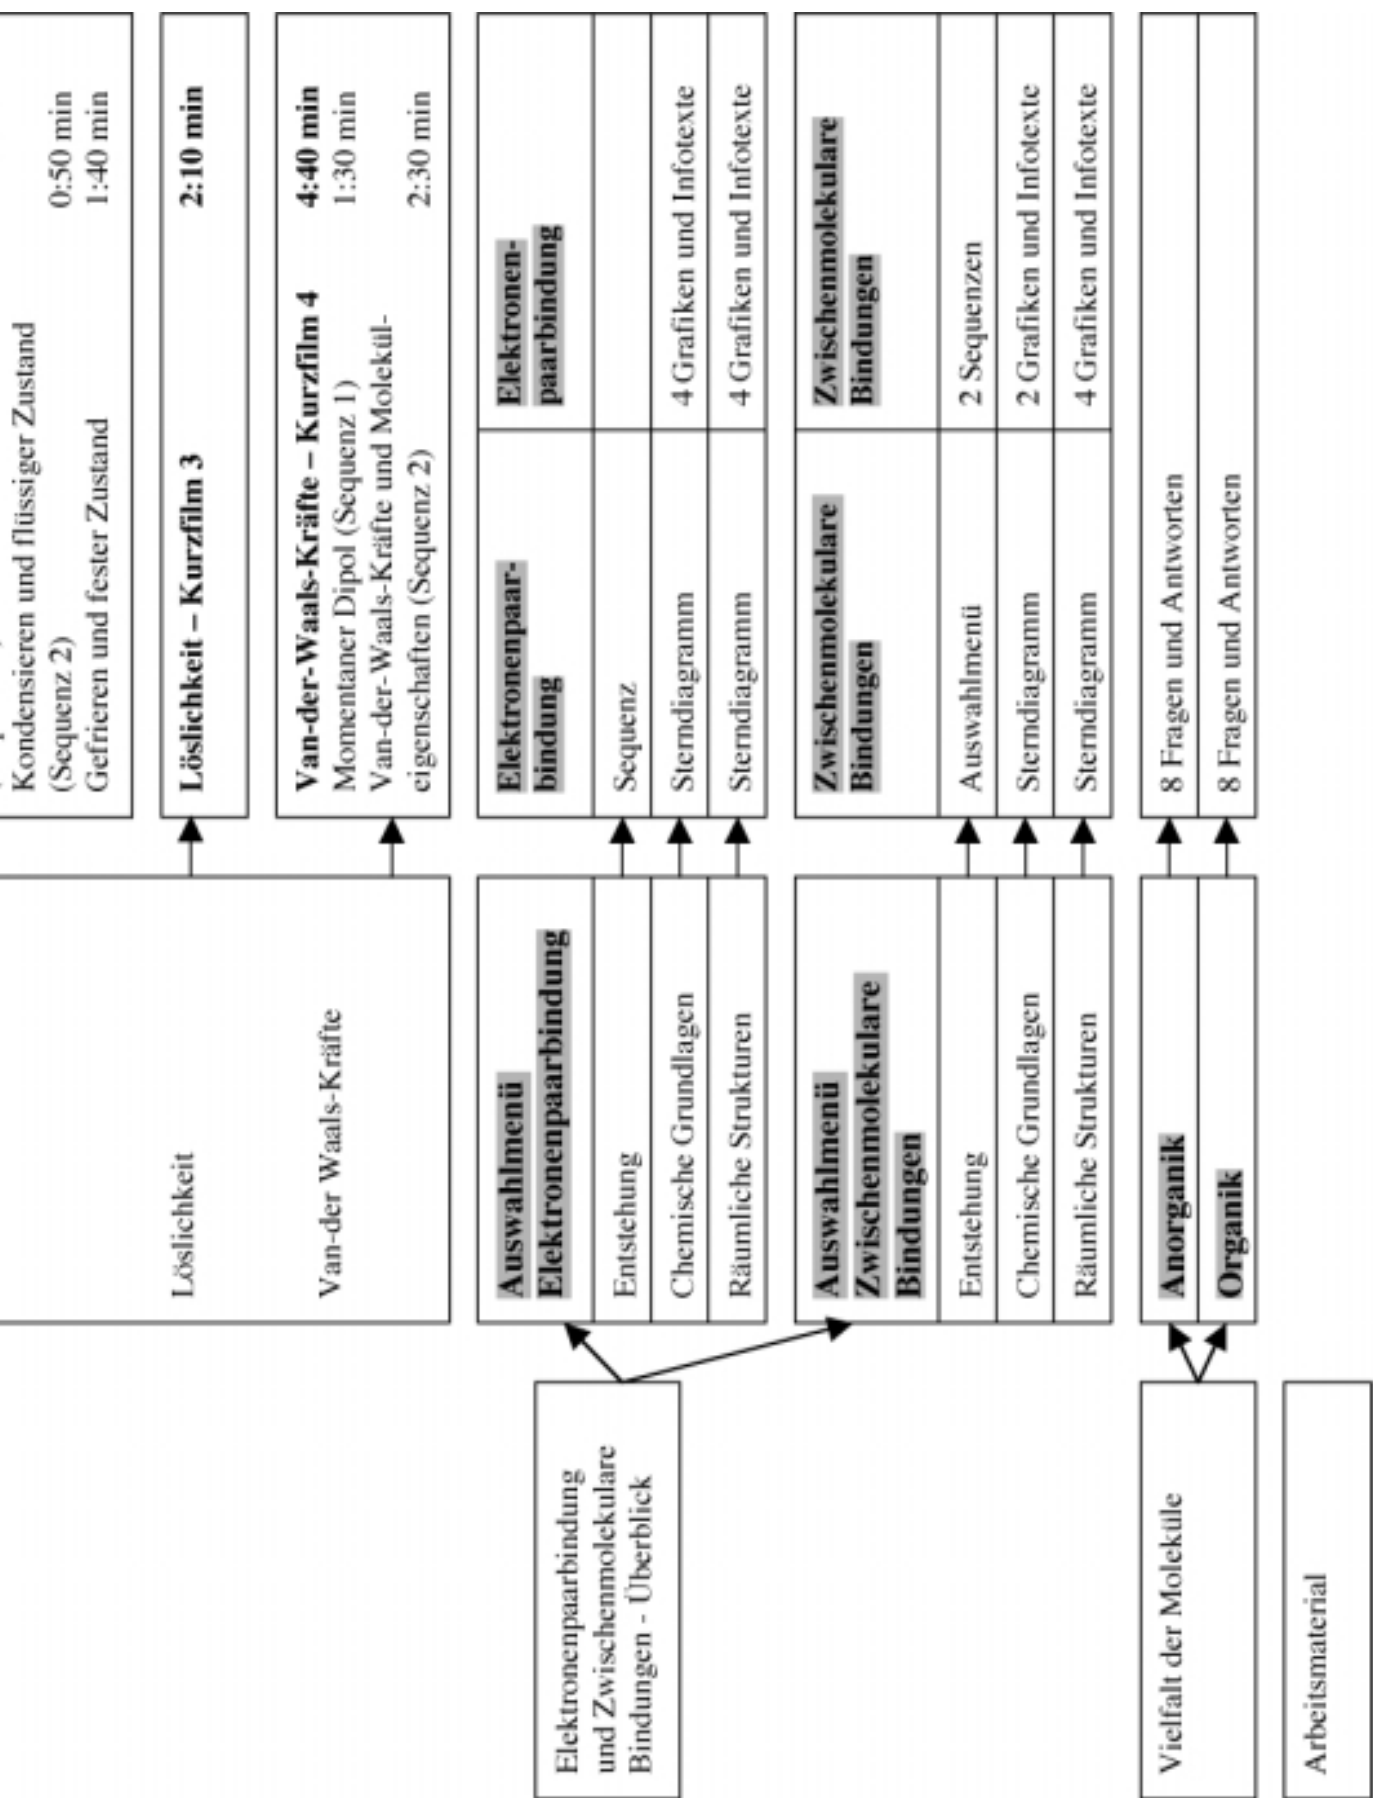 Kondensieren und flüssiger Zustand
(Sequenz 2) 0:50 min
Gefrieren und fester Zustand 1:40 min
Löslichkeit
Löslichkeit – Kurzfilm 3 2:10 min
Van-der Waals-Kräfte
Van-der-Waals-Kräfte – Kurzfilm 4 4:40 min
Momentaner Dipol (Sequenz 1) 1:30 min
Van-der-Waals-Kräfte und Molekül-
eigenschaften (Sequenz 2) 2:30 min
Elektronenpaarbindung
und Zwischenmolekulare
Bindungen - Überblick
Auswahlmenü
Elektronenpaarbindung
Elektronenpaar-
bindung
Elektronen-
paarbindung
Entstehung
Sequenz
Chemische Grundlagen
Sterndiagramm
4 Grafiken und Infotexte
Räumliche Strukturen
Sterndiagramm
4 Grafiken und Infotexte
Auswahlmenü
Zwischenmolekulare
Bindungen
Zwischenmolekulare
Bindungen
Zwischenmolekulare
Bindungen
Entstehung
Auswahlmenü
2 Sequenzen
Chemische Grundlagen
Sterndiagramm
2 Grafiken und Infotexte
Räumliche Strukturen
Sterndiagramm
4 Grafiken und Infotexte
Vielfalt der Moleküle
Anorganik
8 Fragen und Antworten
Organik
8 Fragen und Antworten
Arbeitsmaterial